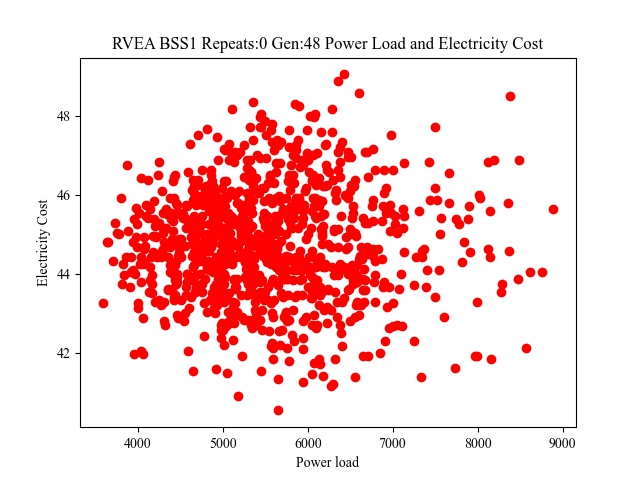 RVEA BSS1 Repeats:0 Gen:48 Power Load and Electricity Cost
48
46
44
42
Electricity Cost
4000 5000 6000 7000 8000 9000
Power load